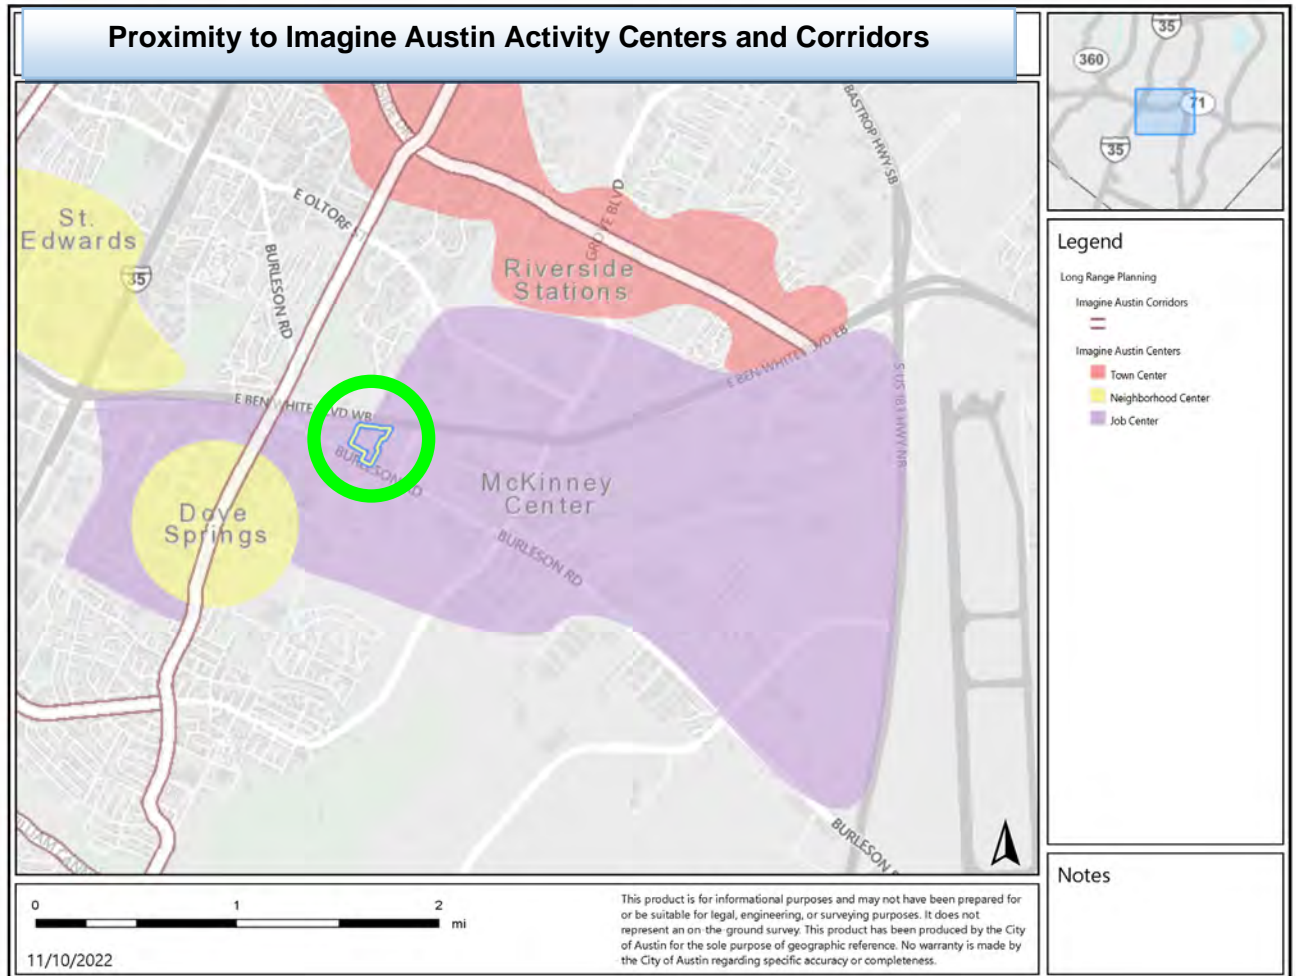 Proximity to Imagine Austin Activity Centers and Corridors
35
360
71
35
BASTROP HWY SB
E OLTORF ST
GROVE BLVD
St.
Edwards
35
BURLESON RD
Riverside
Stations
E BEN WHITE BLVD EB
S US 183 HWY NB
E BEN WHITE BLVD WB
BURLESON RD
McKinney
Center
Dove
Springs
BURLESON RD
BURLESON R
Legend
Long Range Planning
Imagine Austin Corridors
Imagine Austin Centers
Town Center
Neighborhood Center
Job Center
Notes
0 1 2
mi
11/10/2022
This product is for informational purposes and may not have been prepared for
or be suitable for legal, engineering, or surveying purposes. It does not
represent an on-the-ground survey. This product has been produced by the City
of Austin for the sole purpose of geographic reference. No warranty is made by
the City of Austin regarding specific accuracy or completeness.